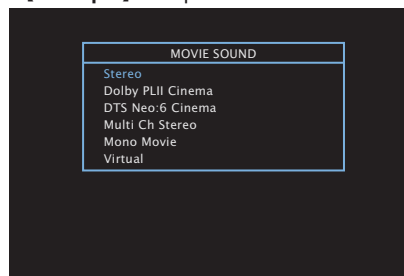 MOVIE SOUND
Stereo
Dolby PLII Cinema
DTS Neo:6 Cinema
Multi Ch Stereo
Mono Movie
Virtual